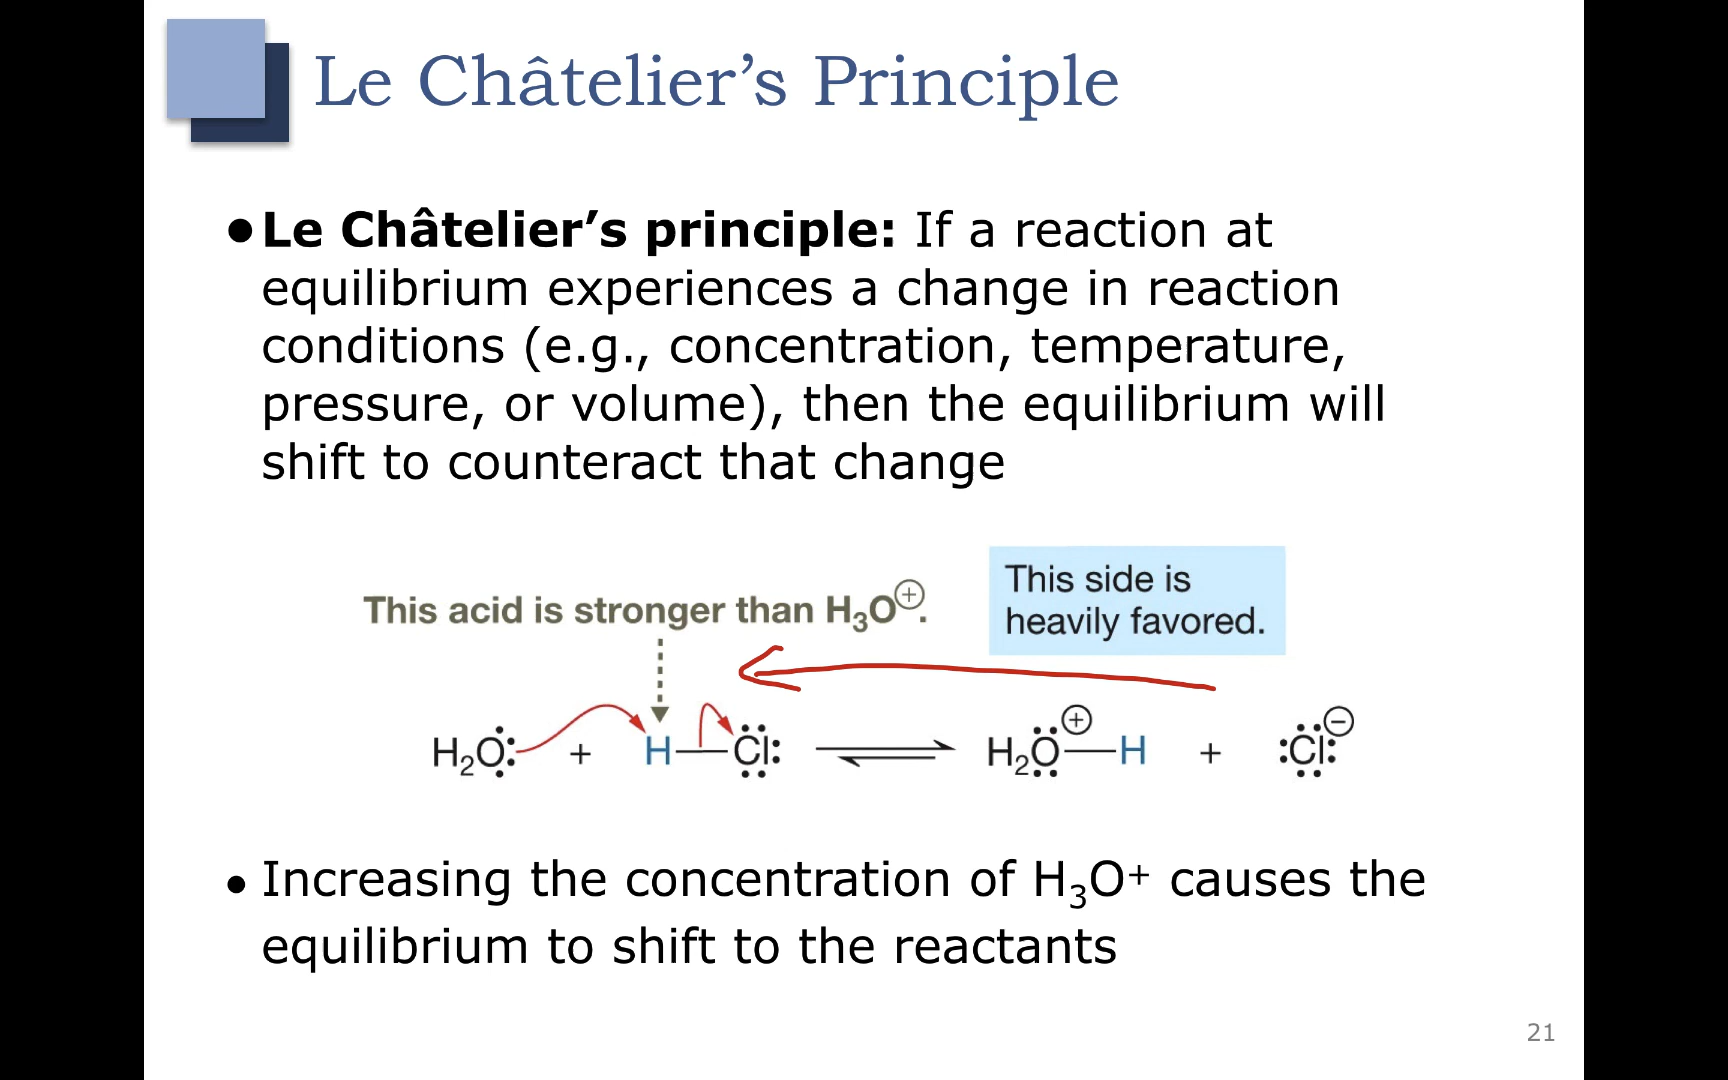 Le Châtelier’s Principle
•Le Châtelier’s principle: If a reaction at
equilibrium experiences a change in reaction
conditions (e.g., concentration, temperature,
pressure, or volume), then the equilibrium will
shift to counteract that change
This side is
heavily favored.
This acid is stronger than H₃O⊕.
H₂O: + H—Cl: ⇌ H₂O⊕—H + :Cl:⊖
• Increasing the concentration of H₃O⁺ causes the
equilibrium to shift to the reactants
21